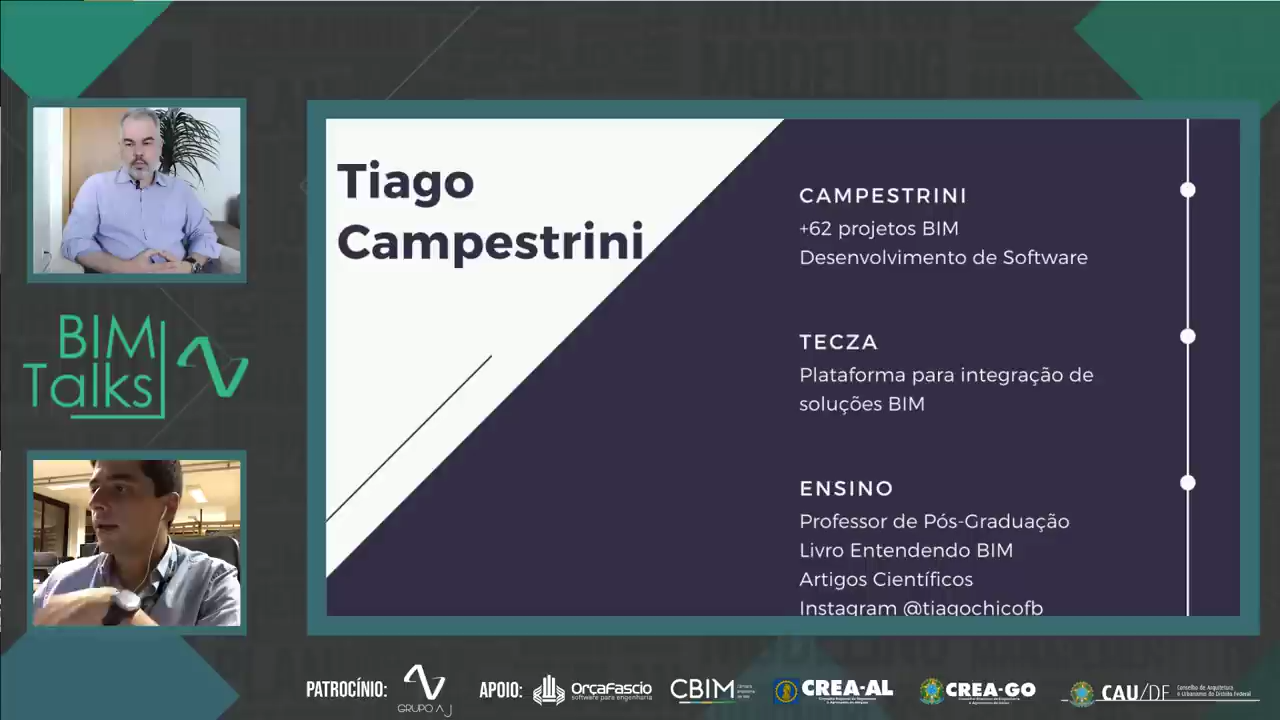 Tiago
Campestrini
CAMPESTRINI
+62 projetos BIM
Desenvolvimento de Software
TECZA
Plataforma para integração de
soluções BIM
ENSINO
Professor de Pós-Graduação
Livro Entendendo BIM
Artigos Científicos
Instagram @tiagochicofb
BIM
Talks
PATROCÍNIO:
GRUPO AJ
APOIO:
OrçaFascio
software para engenharia
CBIM
CREA-AL
CREA-GO
CAU/DF
Conselho de Arquitetura
e Urbanismo do Distrito Federal